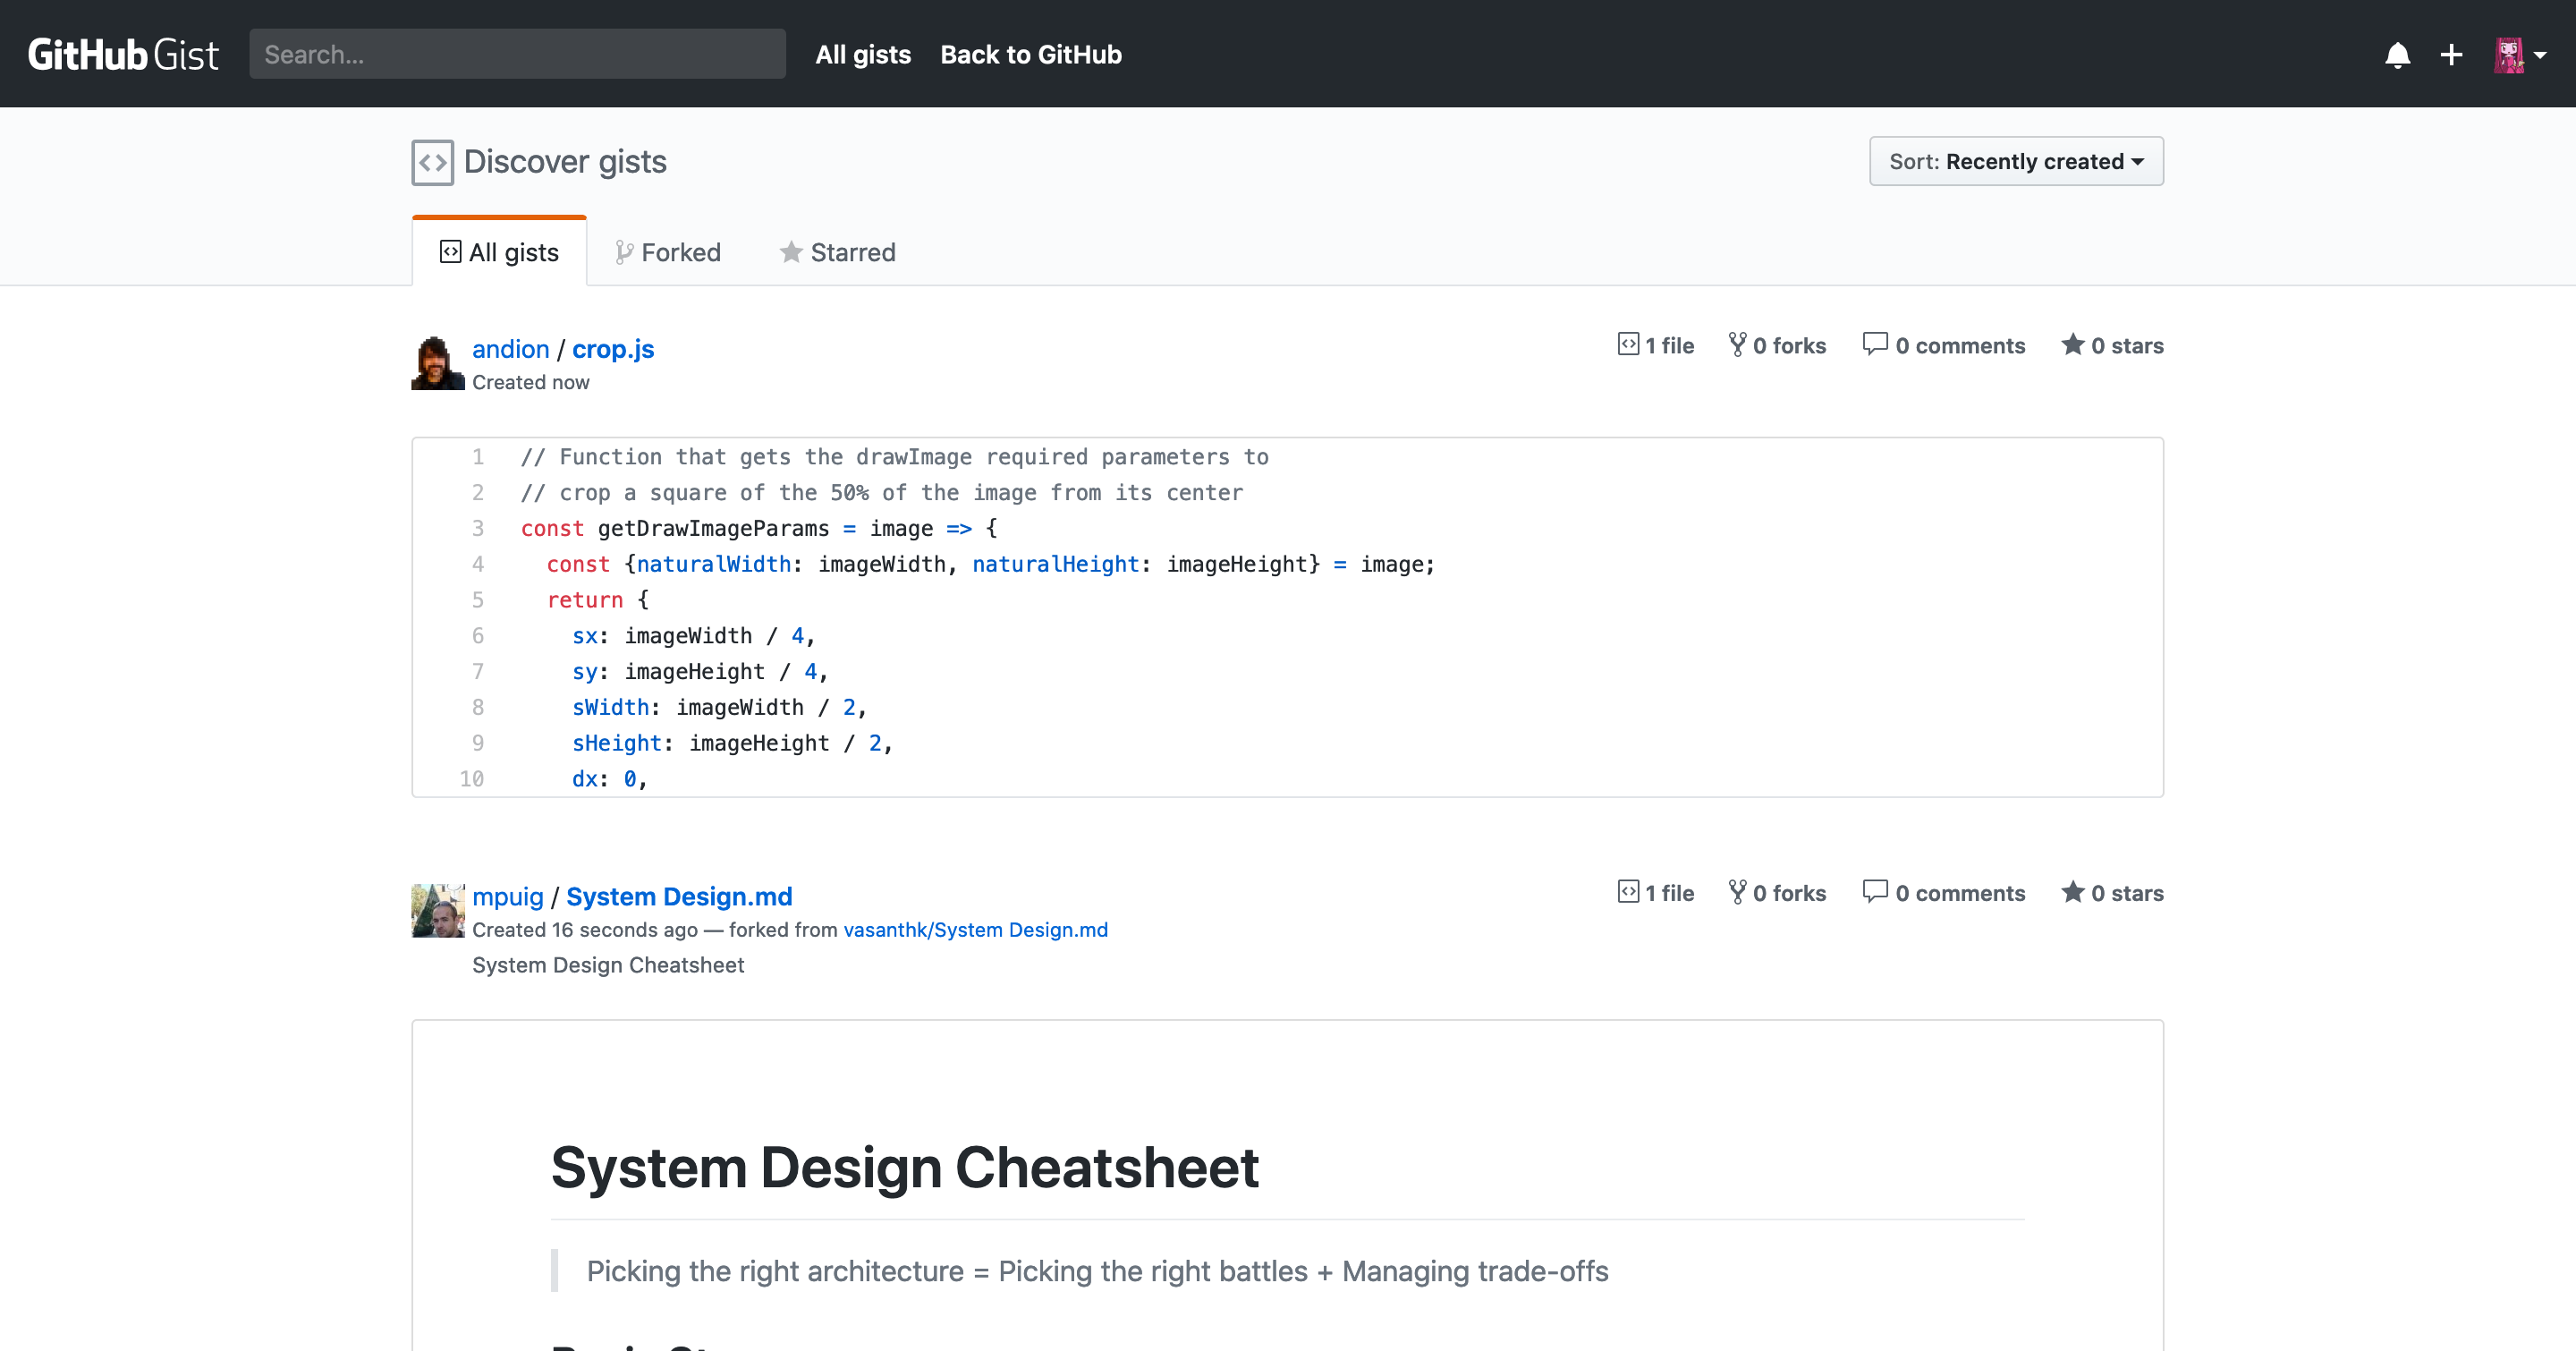 GitHub Gist Search... All gists Back to GitHub
Discover gists
Sort: Recently created
All gists Forked Starred
andion / crop.js
Created now
1 file 0 forks 0 comments 0 stars
1 // Function that gets the drawImage required parameters to
2 // crop a square of the 50% of the image from its center
3 const getDrawImageParams = image => {
4 const {naturalWidth: imageWidth, naturalHeight: imageHeight} = image;
5 return {
6 sx: imageWidth / 4,
7 sy: imageHeight / 4,
8 sWidth: imageWidth / 2,
9 sHeight: imageHeight / 2,
10 dx: 0,
mpuig / System Design.md
Created 16 seconds ago — forked from vasanthk/System Design.md
System Design Cheatsheet
1 file 0 forks 0 comments 0 stars
System Design Cheatsheet
Picking the right architecture = Picking the right battles + Managing trade-offs